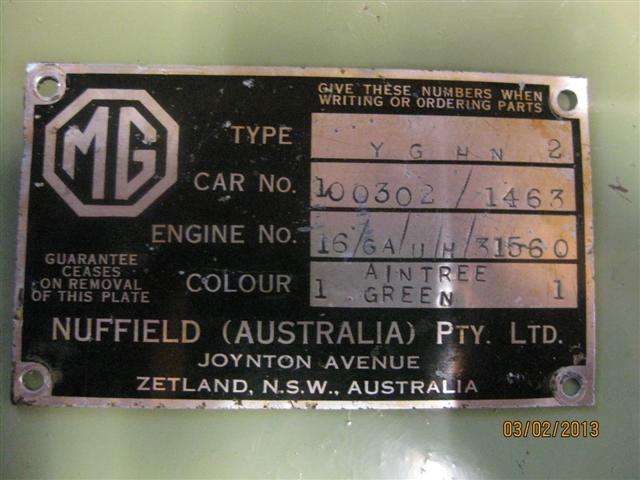 MG
GIVE THESE NUMBERS WHEN
WRITING OR ORDERING PARTS
TYPE Y G H N 2
CAR NO. 100302 / 1463
ENGINE NO. 16/GA/U/H/31560
GUARANTEE
CEASES
ON REMOVAL
OF THIS PLATE
COLOUR 1 AINTREE
GREEN 1
NUFFIELD (AUSTRALIA) PTY. LTD.
JOYNTON AVENUE
ZETLAND, N.S.W., AUSTRALIA
03/02/2013